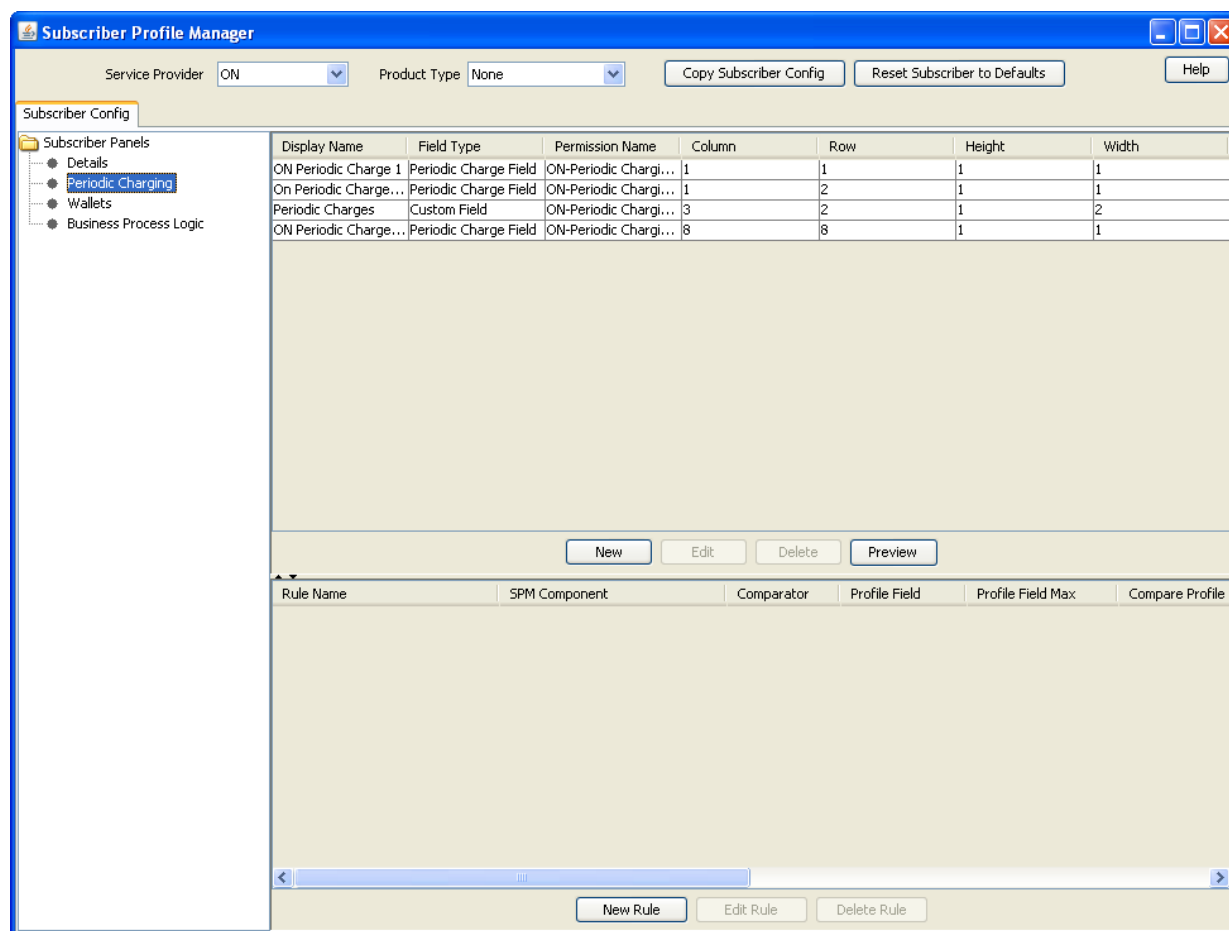 Subscriber Profile Manager
Service Provider ON Product Type None Copy Subscriber Config Reset Subscriber to Defaults Help
Subscriber Config
Subscriber Panels
Details
Periodic Charging
Wallets
Business Process Logic
Display Name Field Type Permission Name Column Row Height Width
ON Periodic Charge 1 Periodic Charge Field ON-Periodic Chargi... 1 1 1 1
On Periodic Charge... Periodic Charge Field ON-Periodic Chargi... 1 2 1 1
Periodic Charges Custom Field ON-Periodic Chargi... 3 2 1 2
ON Periodic Charge... Periodic Charge Field ON-Periodic Chargi... 8 8 1 1
New Edit Delete Preview
Rule Name SPM Component Comparator Profile Field Profile Field Max Compare Profile
New Rule Edit Rule Delete Rule